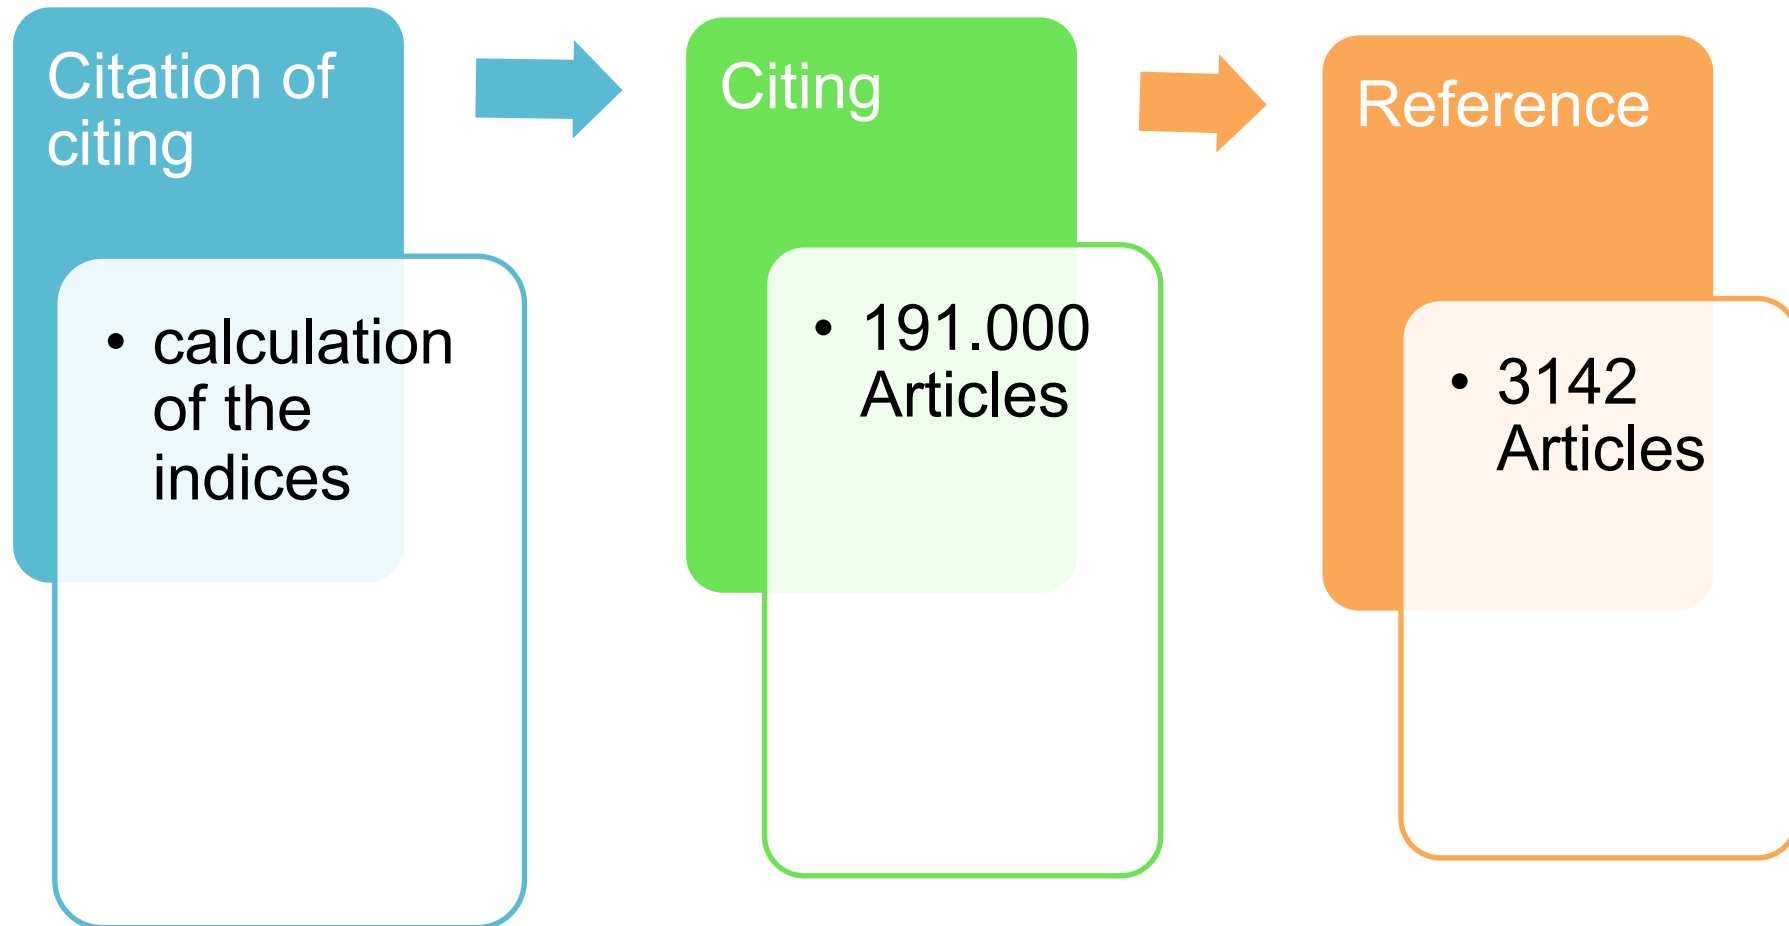 Citation of
citing
• calculation
of the
indices
Citing
• 191.000
Articles
Reference
• 3142
Articles